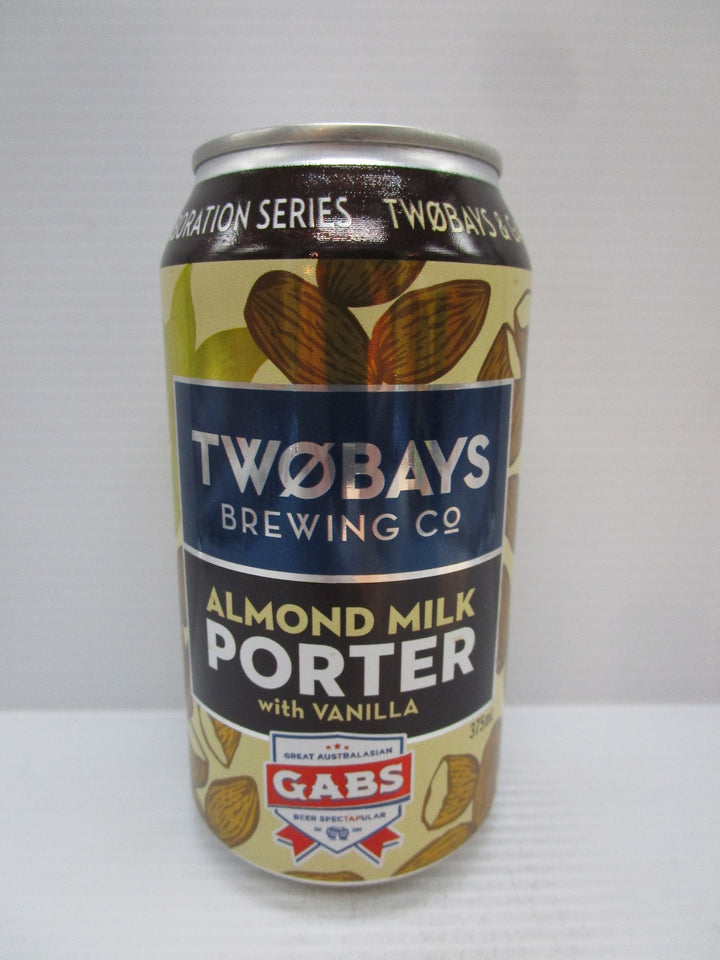 ORATION SERIES TWØBAYS &
TWØBAYS
BREWING Cº
ALMOND MILK
PORTER
with VANILLA
375mL
GREAT AUSTRALASIAN
GABS
BEER SPECTAPULAR